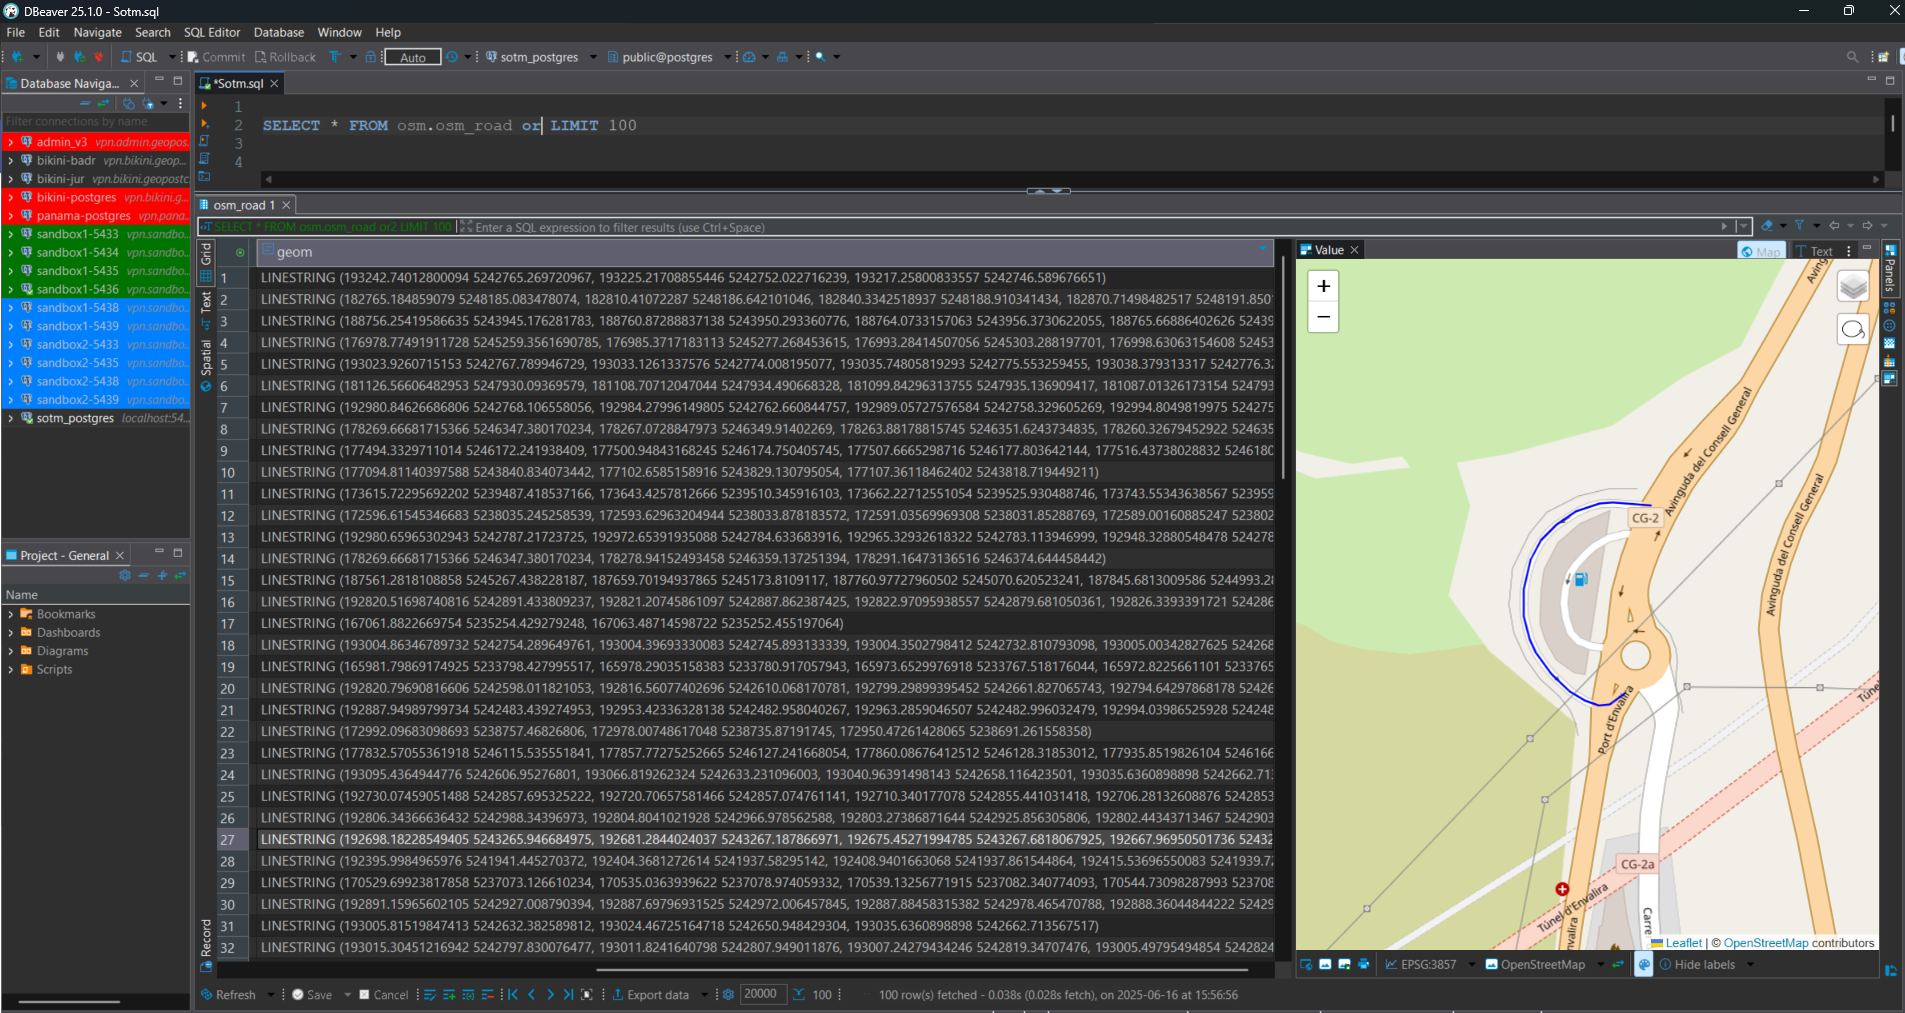 DBeaver 25.1.0 - Sotm.sql
File Edit Navigate Search SQL Editor Database Window Help
SQL Commit Rollback Auto sotm_postgres public@postgres
Database Naviga...
Filter connections by name
admin_v3 vpn.admin.geopos.
bikini-badr vpn.bikini.geop...
bikini-jur vpn.bikini.geopostc
bikini-postgres vpn.bikini.g...
panama-postgres vpn.pana.
sandbox1-5433 vpn.sandbo.
sandbox1-5434 vpn.sandbo.
sandbox1-5435 vpn.sandbo.
sandbox1-5436 vpn.sandbo.
sandbox1-5438 vpn.sandbo.
sandbox1-5439 vpn.sandbo.
sandbox2-5433 vpn.sandbo.
sandbox2-5435 vpn.sandbo.
sandbox2-5438 vpn.sandbo.
sandbox2-5439 vpn.sandbo.
sotm_postgres localhost:54...
Project - General
Name
Bookmarks
Dashboards
Diagrams
Scripts
*Sotm.sql
1
2 SELECT * FROM osm.osm_road or LIMIT 100
3
4
osm_road 1
SELECT * FROM osm.osm_road or2 LIMIT 100 Enter a SQL expression to filter results (use Ctrl+Space)
Grid
Text
Spatial
Record
geom
1 LINESTRING (193242.74012800094 5242765.269720967, 193225.21708855446 5242752.022716239, 193217.25800833557 5242746.589676651)
2 LINESTRING (182765.184859079 5248185.083478074, 182810.41072287 5248186.642101046, 182840.3342518937 5248188.910341434, 182870.71498482517 5248191.850
3 LINESTRING (188756.25419586635 5243945.176281783, 188760.87288837138 5243950.293360776, 188764.0733157063 5243956.3730622055, 188765.66886402626 52439
4 LINESTRING (176978.77491911728 5245259.3561690785, 176985.3717183113 5245277.268453615, 176993.28414507056 5245303.288197701, 176998.63063154608 52453
5 LINESTRING (193023.9260715153 5242767.789946729, 193033.1261337576 5242774.008195077, 193035.74805819293 5242775.553259455, 193038.379313317 5242776.3
6 LINESTRING (181126.56606482953 5247930.09369579, 181108.70712047044 5247934.490668328, 181099.84296313755 5247935.136909417, 181087.01326173154 524793
7 LINESTRING (192980.84626686806 5242768.106558056, 192984.27996149805 5242762.660844757, 192989.05727576584 5242758.329605269, 192994.8049819975 524275
8 LINESTRING (178269.66681715366 5246347.380170234, 178267.0728847973 5246349.91402269, 178263.88178815745 5246351.6243734835, 178260.32679452922 524635
9 LINESTRING (177494.3329711014 5246172.241938409, 177500.94843168245 5246174.750405745, 177507.6665298716 5246177.803642144, 177516.43738028832 5246180
10 LINESTRING (177094.81140397588 5243840.834073442, 177102.6585158916 5243829.130795054, 177107.36118462402 5243818.719449211)
11 LINESTRING (173615.72295692202 5239487.418537166, 173643.4257812666 5239510.345916103, 173662.22712551054 5239525.930488746, 173743.55343638567 523959
12 LINESTRING (172596.61545346683 5238035.245258539, 172593.62963204944 5238033.878183572, 172591.03569969308 5238031.85288769, 172589.00160885247 523802
13 LINESTRING (192980.65965302943 5242787.21723725, 192972.65391935088 5242784.633683916, 192965.32932618322 5242783.113946999, 192948.32880548478 524278
14 LINESTRING (178269.66681715366 5246347.380170234, 178278.94152493458 5246359.137251394, 178291.16473136516 5246374.644458442)
15 LINESTRING (187561.2818108858 5245267.438228187, 187659.70194937865 5245173.8109117, 187760.97727960502 5245070.620523241, 187845.6813009586 5244993.2
16 LINESTRING (192820.51698740816 5242891.433809237, 192821.20745861097 5242887.862387425, 192822.97095938557 5242879.681050361, 192826.3393391721 524286
17 LINESTRING (167061.8822669754 5235254.429279248, 167063.48714598722 5235252.455197064)
18 LINESTRING (193004.86346789732 5242754.289649761, 193004.39693330083 5242745.893133339, 193004.3502798412 5242732.810793098, 193005.00342827625 524268
19 LINESTRING (165981.79869174925 5233798.427995517, 165978.29035158383 5233780.917057943, 165973.6529976918 5233767.518176044, 165972.8225661101 5233765
20 LINESTRING (192820.79690816606 5242598.011821053, 192816.56077402696 5242610.068170781, 192799.29899395452 5242661.827065743, 192794.64297868178 52426
21 LINESTRING (192887.94989799734 5242483.439274953, 192953.42336328138 5242482.958040267, 192963.2859046507 5242482.996032479, 192994.03986525928 524248
22 LINESTRING (172992.09683098693 5238757.46826806, 172978.00748617048 5238735.87191745, 172950.47261428065 5238691.261558358)
23 LINESTRING (177832.57055361918 5246115.535551841, 177857.77275252665 5246127.241668054, 177860.08676412512 5246128.31853012, 177935.8519826104 5246166
24 LINESTRING (193095.4364944776 5242606.95276801, 193066.819262324 5242633.231096003, 193040.96391498143 5242658.116423501, 193035.6360898898 5242662.71
25 LINESTRING (192730.07459051488 5242857.695325222, 192720.70657581466 5242857.074761141, 192710.340177078 5242855.441031418, 192706.28132608876 5242853
26 LINESTRING (192806.34366636432 5242988.34396973, 192804.8041021928 5242966.978562588, 192803.27386871644 5242925.856305806, 192802.44343713467 5242903
27 LINESTRING (192698.18228549405 5243265.946684975, 192681.2844024037 5243267.187866971, 192675.45271994785 5243267.6818067925, 192667.96950501736 52432
28 LINESTRING (192395.9984965976 5241941.445270372, 192404.3681272614 5241937.58295142, 192408.9401663068 5241937.861544864, 192415.53696550083 5241939.7
29 LINESTRING (170529.69923817858 5237073.126610234, 170535.0363939622 5237078.974059332, 170539.13256771915 5237082.340774093, 170544.73098287993 523708
30 LINESTRING (192891.15965602105 5242927.008790394, 192887.69796931525 5242972.006457845, 192887.88458315382 5242978.465470788, 192888.36044844222 52429
31 LINESTRING (193005.81519847413 5242632.382589812, 193024.46725164718 5242650.948429304, 193035.6360898898 5242662.713567517)
32 LINESTRING (193015.30451216942 5242797.830076477, 193011.8241640798 5242807.949011876, 193007.24279434246 5242819.34707476, 193005.49795494854 5242824
Refresh Save Cancel Export data 20000 100 100 row(s) fetched - 0.038s (0.028s fetch), on 2025-06-16 at 15:56:56
Value
Map Text
Panels
+
−
Aving
Avinguda del Consell General
CG-2
Avinguda del Consell General
Port d'Envalira
Túnel
CG-2a
Túnel d'Envalira
nvalira
Carre
Leaflet | © OpenStreetMap contributors
EPSG:3857 OpenStreetMap Hide labels